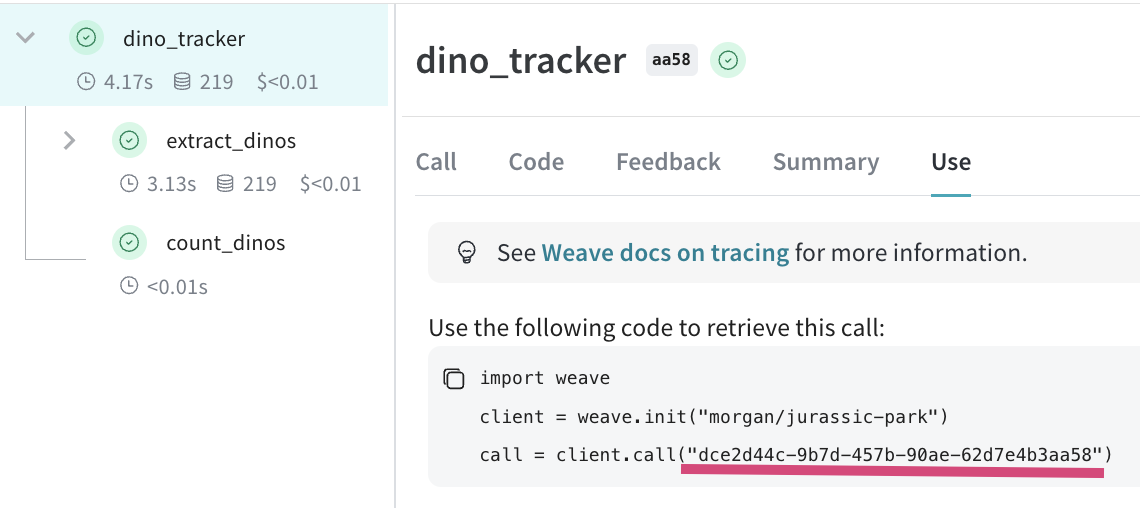 dino_tracker
4.17s 219 $<0.01
extract_dinos
3.13s 219 $<0.01
count_dinos
<0.01s
dino_tracker aa58
Call Code Feedback Summary Use
See Weave docs on tracing for more information.
Use the following code to retrieve this call:
import weave
client = weave.init("morgan/jurassic-park")
call = client.call("dce2d44c-9b7d-457b-90ae-62d7e4b3aa58")